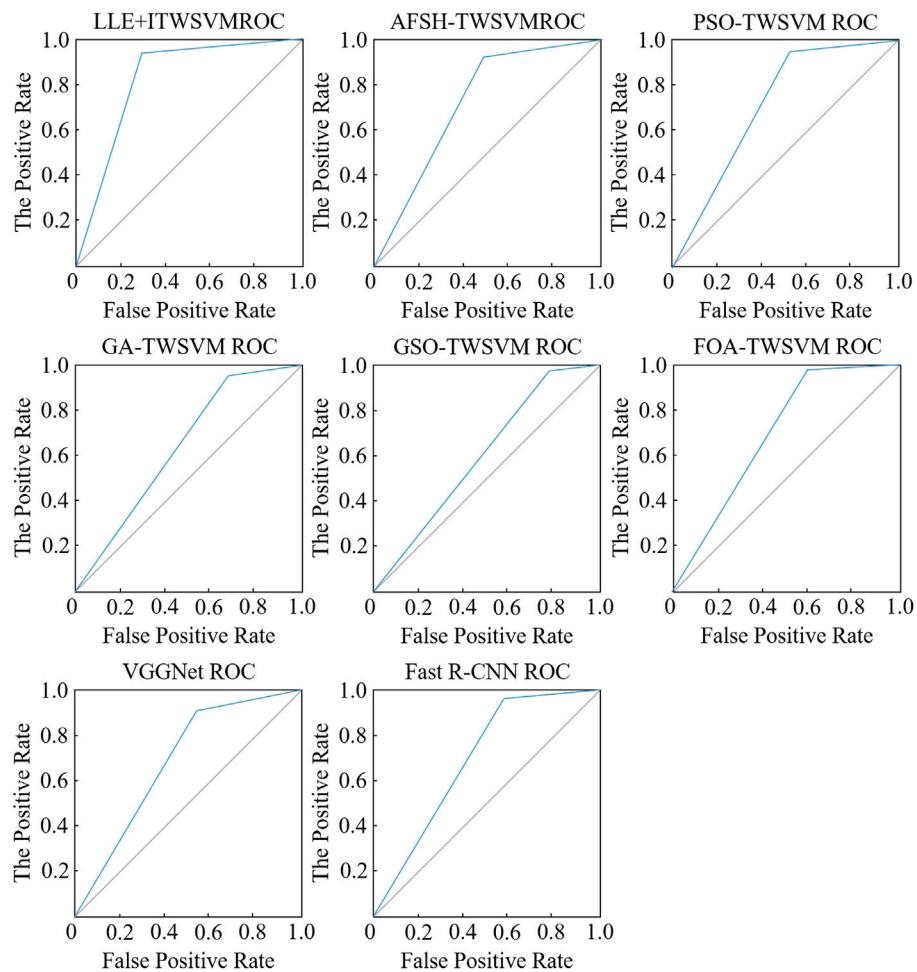 LLE+ITWSVMROC
The Positive Rate
1.0
0.8
0.6
0.4
0.2
0 0.2 0.4 0.6 0.8 1.0
False Positive Rate
AFSH-TWSVMROC
The Positive Rate
1.0
0.8
0.6
0.4
0.2
0 0.2 0.4 0.6 0.8 1.0
False Positive Rate
PSO-TWSVM ROC
The Positive Rate
1.0
0.8
0.6
0.4
0.2
0 0.2 0.4 0.6 0.8 1.0
False Positive Rate
GA-TWSVM ROC
The Positive Rate
1.0
0.8
0.6
0.4
0.2
0 0.2 0.4 0.6 0.8 1.0
False Positive Rate
GSO-TWSVM ROC
The Positive Rate
1.0
0.8
0.6
0.4
0.2
0 0.2 0.4 0.6 0.8 1.0
False Positive Rate
FOA-TWSVM ROC
The Positive Rate
1.0
0.8
0.6
0.4
0.2
0 0.2 0.4 0.6 0.8 1.0
False Positive Rate
VGGNet ROC
The Positive Rate
1.0
0.8
0.6
0.4
0.2
0 0.2 0.4 0.6 0.8 1.0
False Positive Rate
Fast R-CNN ROC
The Positive Rate
1.0
0.8
0.6
0.4
0.2
0 0.2 0.4 0.6 0.8 1.0
False Positive Rate